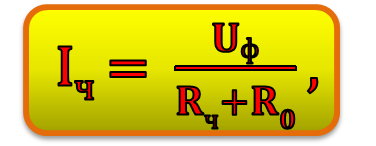 Iч = Uф / (Rч+R0),